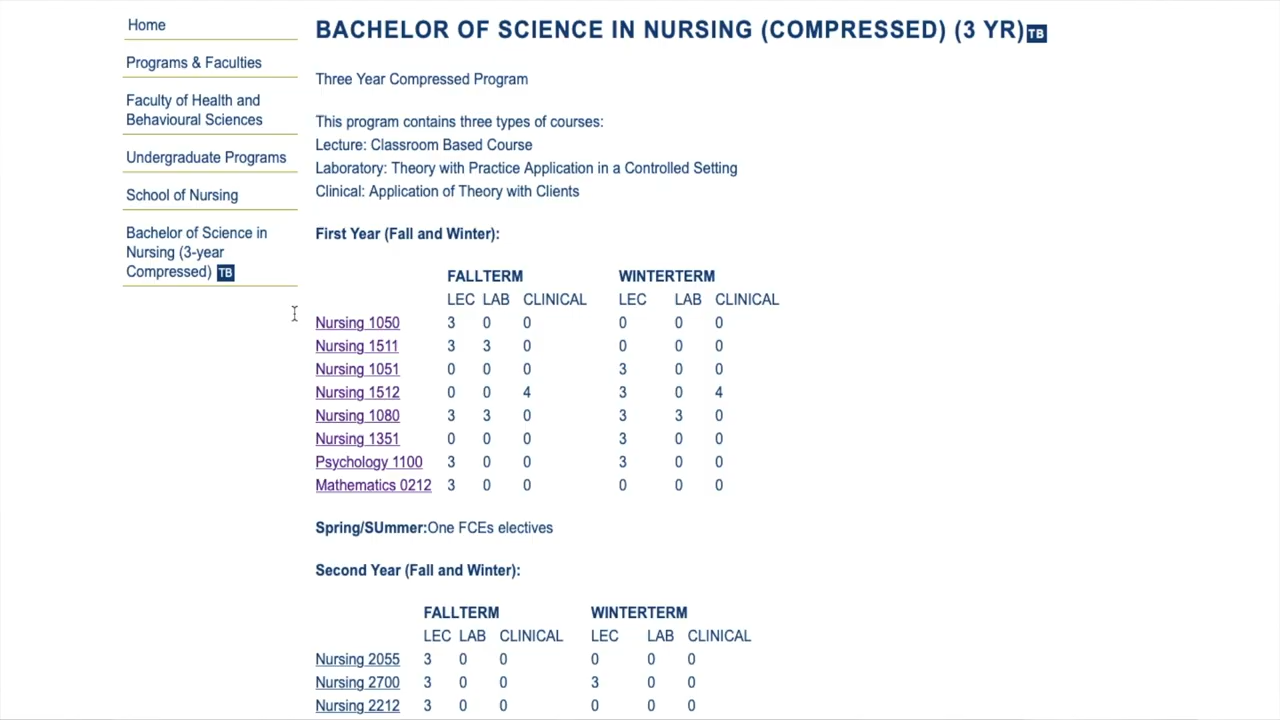 Home
Programs & Faculties
Faculty of Health and
Behavioural Sciences
Undergraduate Programs
School of Nursing
Bachelor of Science in
Nursing (3-year
Compressed) TB
BACHELOR OF SCIENCE IN NURSING (COMPRESSED) (3 YR) TB
Three Year Compressed Program
This program contains three types of courses:
Lecture: Classroom Based Course
Laboratory: Theory with Practice Application in a Controlled Setting
Clinical: Application of Theory with Clients
First Year (Fall and Winter):
FALLTERM WINTERTERM
LEC LAB CLINICAL LEC LAB CLINICAL
Nursing 1050 3 0 0 0 0 0
Nursing 1511 3 3 0 0 0 0
Nursing 1051 0 0 0 3 0 0
Nursing 1512 0 0 4 3 0 4
Nursing 1080 3 3 0 3 3 0
Nursing 1351 0 0 0 3 0 0
Psychology 1100 3 0 0 3 0 0
Mathematics 0212 3 0 0 0 0 0
Spring/SUmmer:One FCEs electives
Second Year (Fall and Winter):
FALLTERM WINTERTERM
LEC LAB CLINICAL LEC LAB CLINICAL
Nursing 2055 3 0 0 0 0 0
Nursing 2700 3 0 0 3 0 0
Nursing 2212 3 0 0 0 0 0